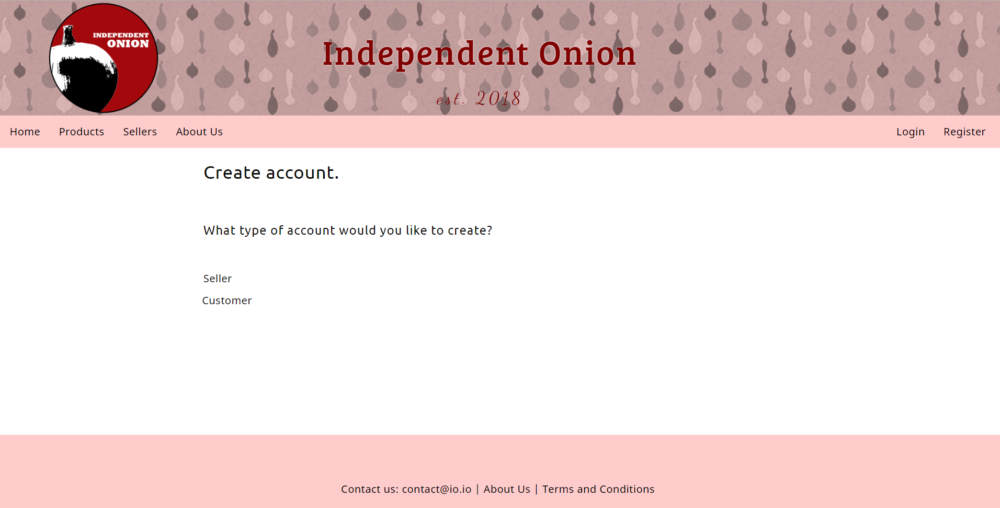 INDEPENDENT
ONION
Independent Onion
est. 2018
Home Products Sellers About Us Login Register
Create account.
What type of account would you like to create?
Seller
Customer
Contact us: contact@io.io | About Us | Terms and Conditions